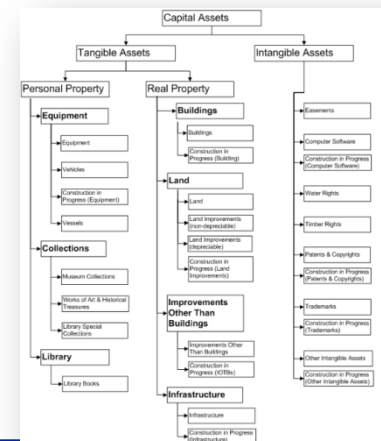 Capital Assets
Tangible Assets
Intangible Assets
Personal Property
Real Property
Equipment
Equipment
Vehicles
Construction in
Progress (Equipment)
Vessels
Collections
Museum Collections
Works of Art & Historical
Treasures
Library Special
Collections
Library
Library Books
Buildings
Buildings
Construction in
Progress (Building)
Land
Land
Land Improvements
(non-depreciable)
Land Improvements
(depreciable)
Construction in
Progress (Land
Improvements)
Improvements
Other Than
Buildings
Improvements Other
Than Buildings
Construction in
Progress (IOTBs)
Infrastructure
Infrastructure
Construction in Progress
(Infrastructure)
Easements
Computer Software
Construction in Progress
(Computer Software)
Water Rights
Timber Rights
Patents & Copyrights
Construction in Progress
(Patents & Copyrights)
Trademarks
Construction in Progress
(Trademarks)
Other Intangible Assets
Construction in Progress
(Other Intangible Assets)